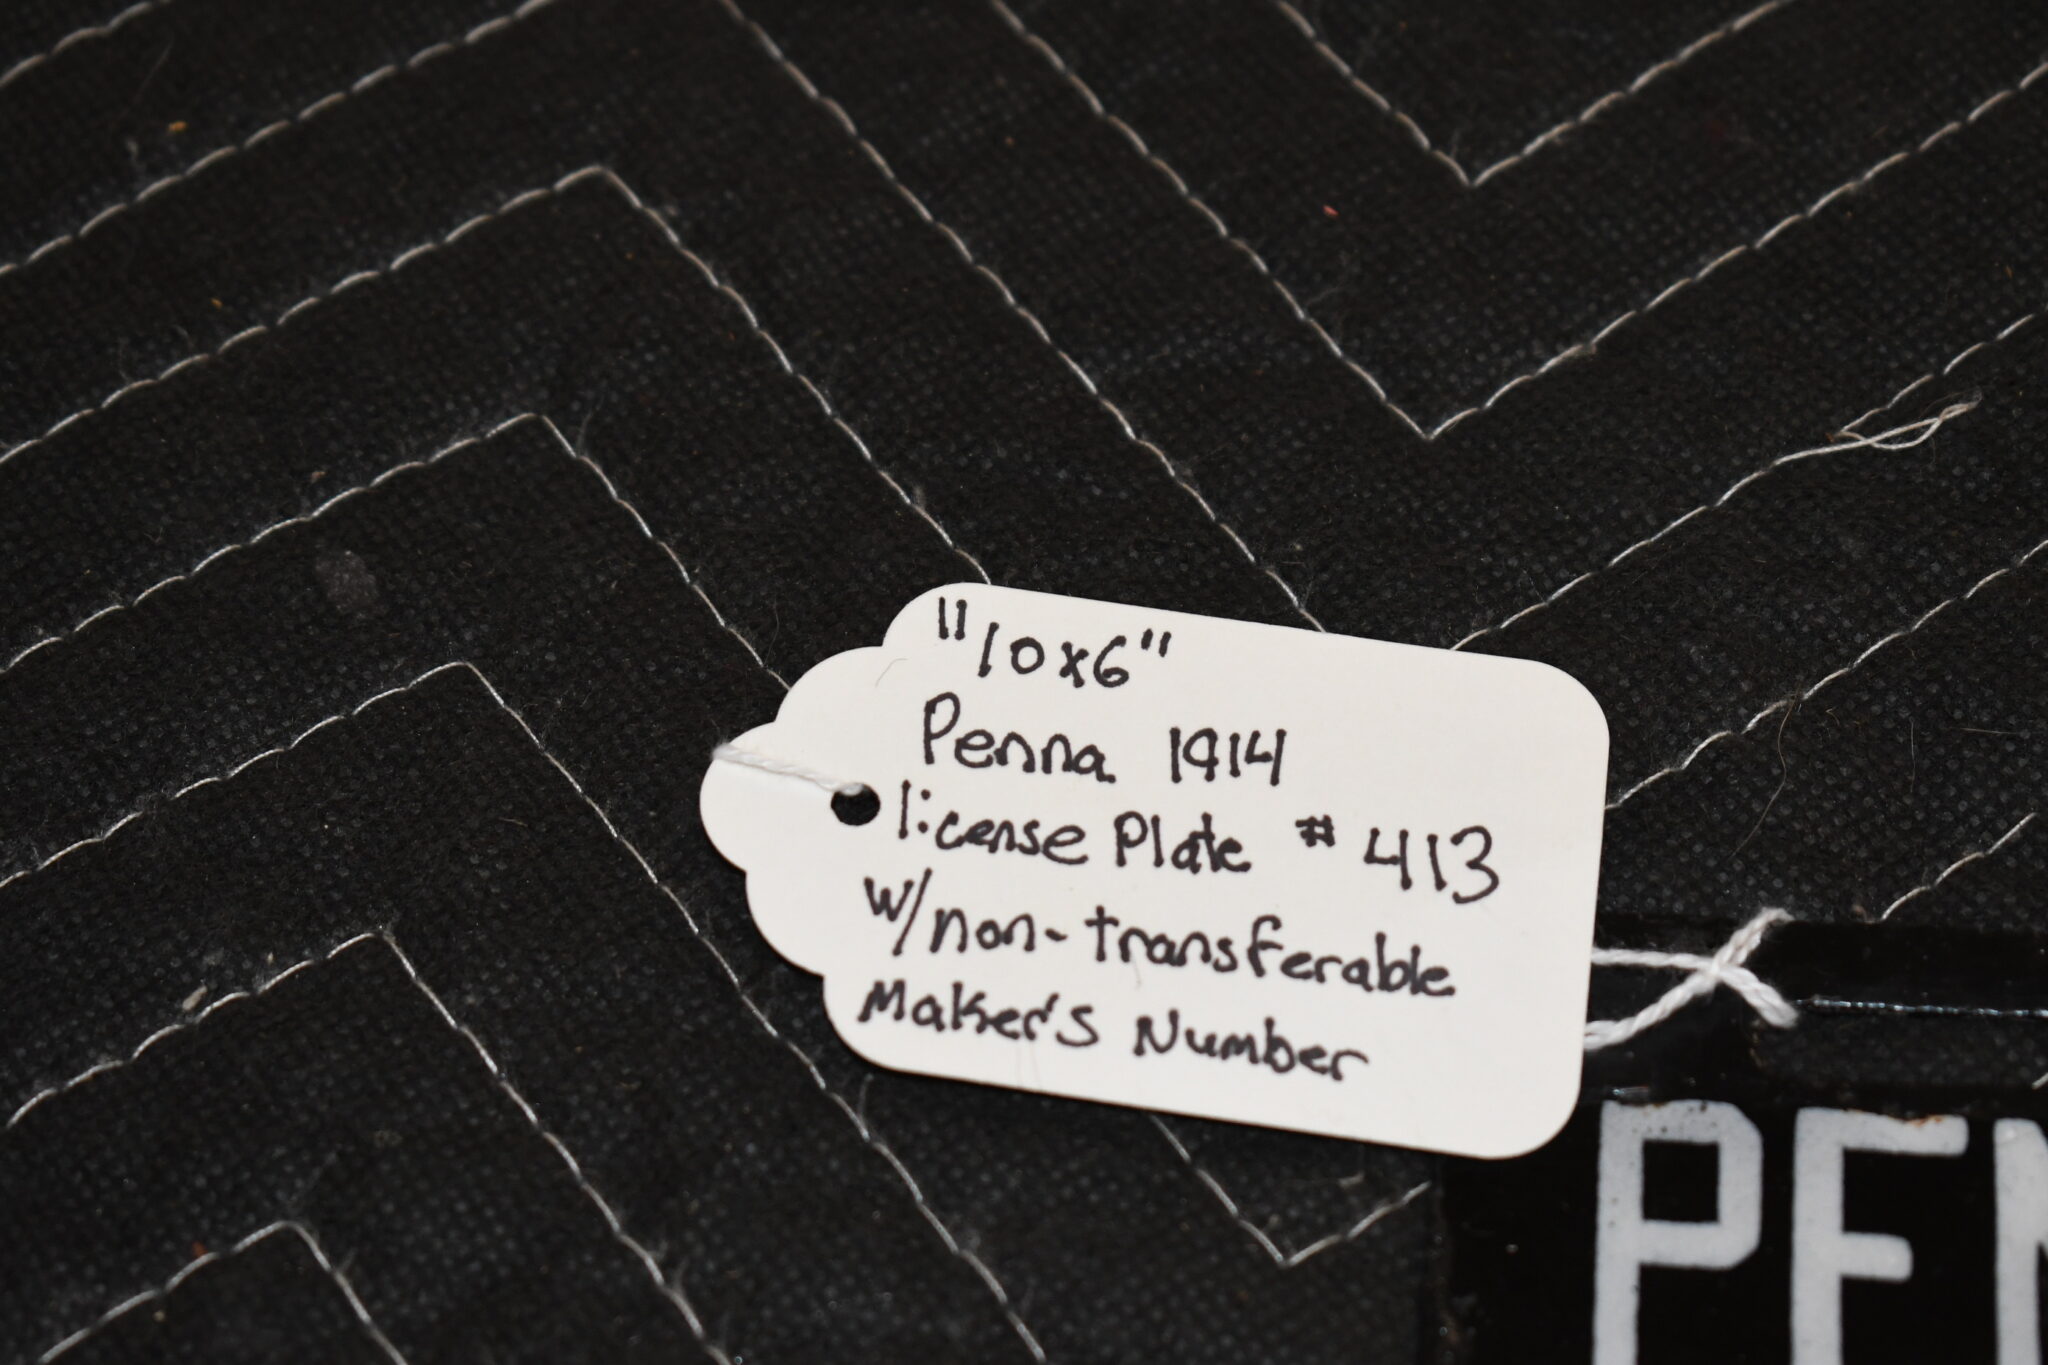 "10x6"
Penna 1914
license Plate # 413
w/non-transferable
Maker's Number
PEN